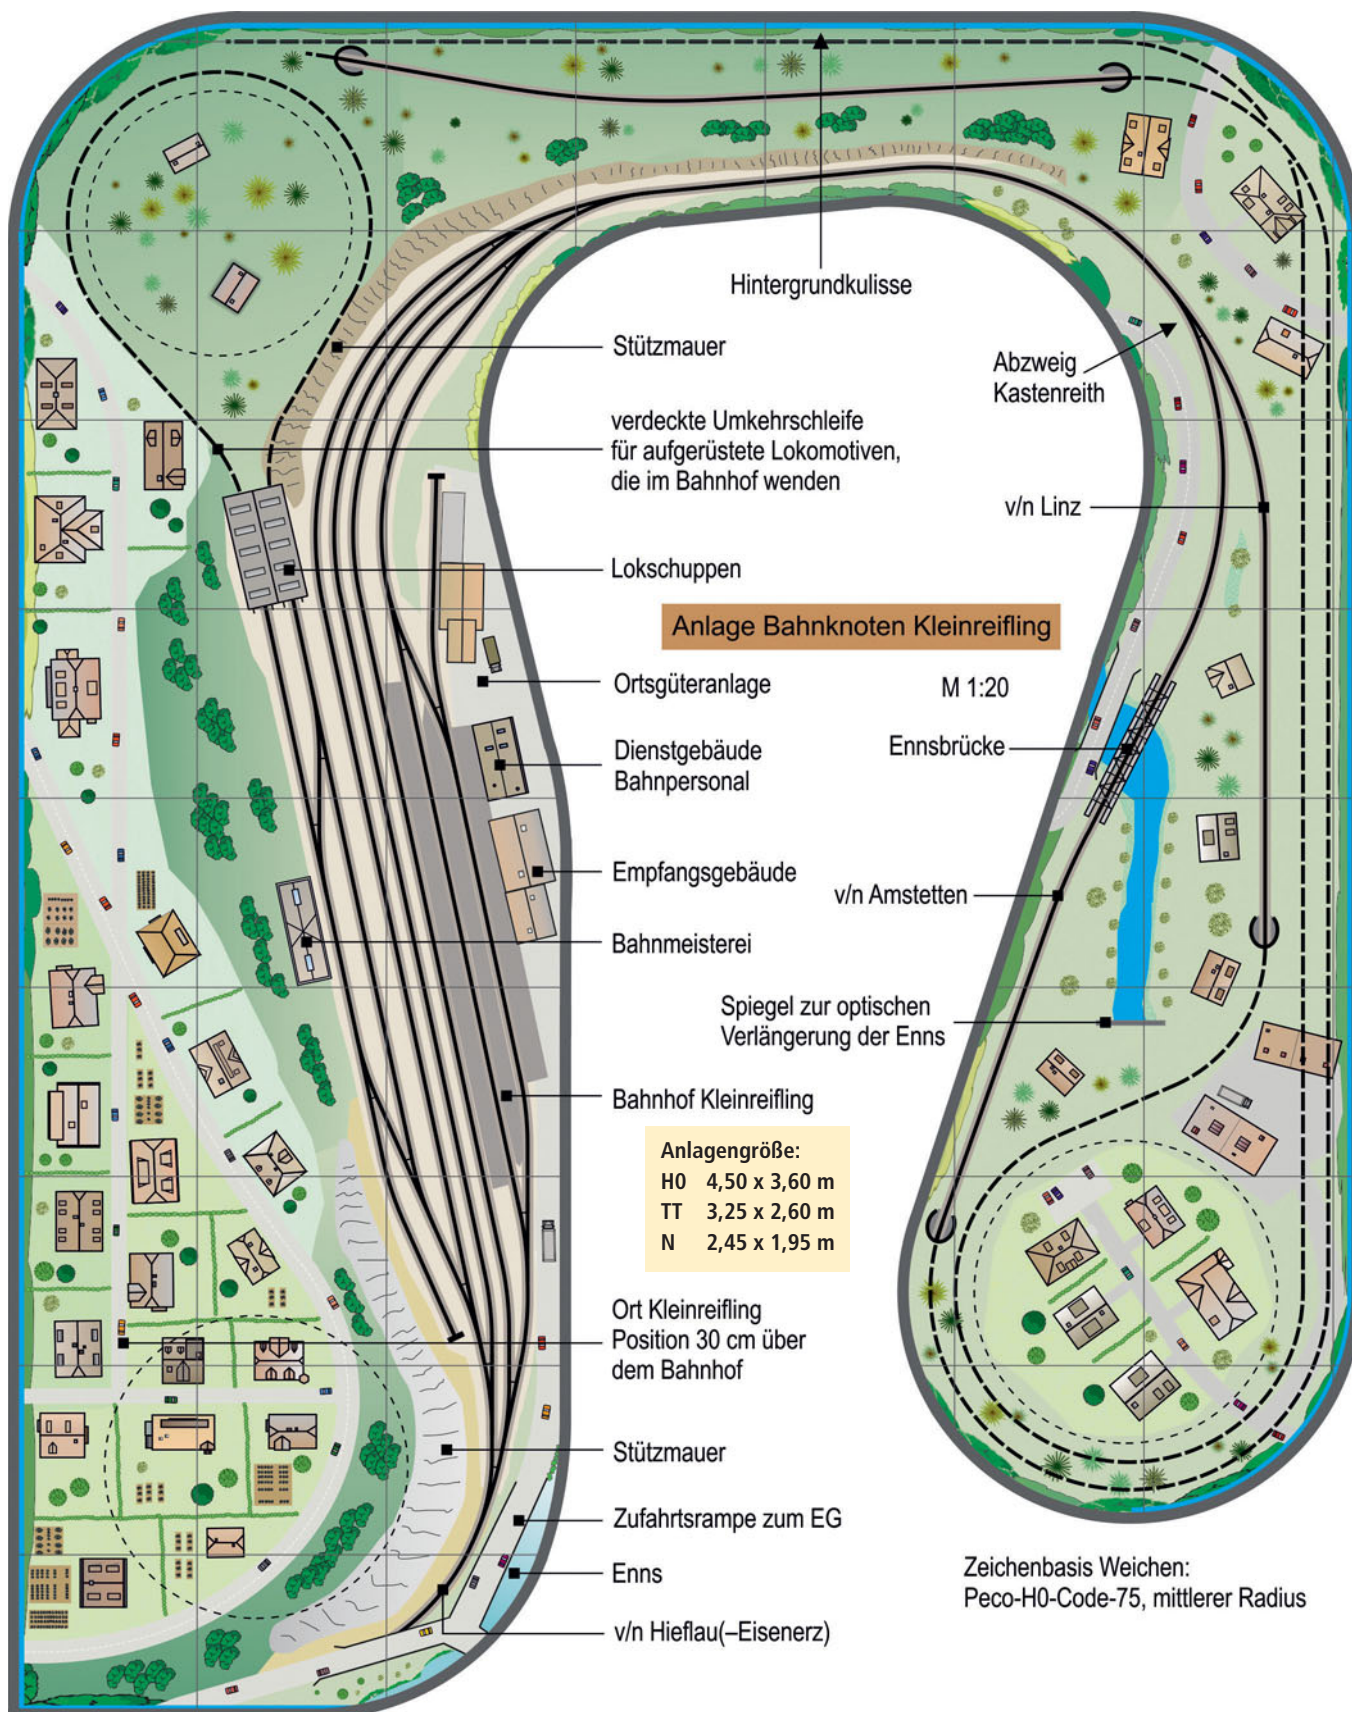 Hintergrundkulisse
Stützmauer
Abzweig
Kastenreith
verdeckte Umkehrschleife
für aufgerüstete Lokomotiven,
die im Bahnhof wenden
v/n Linz
Lokschuppen
Anlage Bahnknoten Kleinreifling
Ortsgüteranlage
M 1:20
Dienstgebäude
Bahnpersonal
Ennsbrücke
Empfangsgebäude
v/n Amstetten
Bahnmeisterei
Spiegel zur optischen
Verlängerung der Enns
Bahnhof Kleinreifling
Anlagengröße:
H0 4,50 x 3,60 m
TT 3,25 x 2,60 m
N 2,45 x 1,95 m
Ort Kleinreifling
Position 30 cm über
dem Bahnhof
Stützmauer
Zufahrtsrampe zum EG
Enns
v/n Hieflau(–Eisenerz)
Zeichenbasis Weichen:
Peco-H0-Code-75, mittlerer Radius